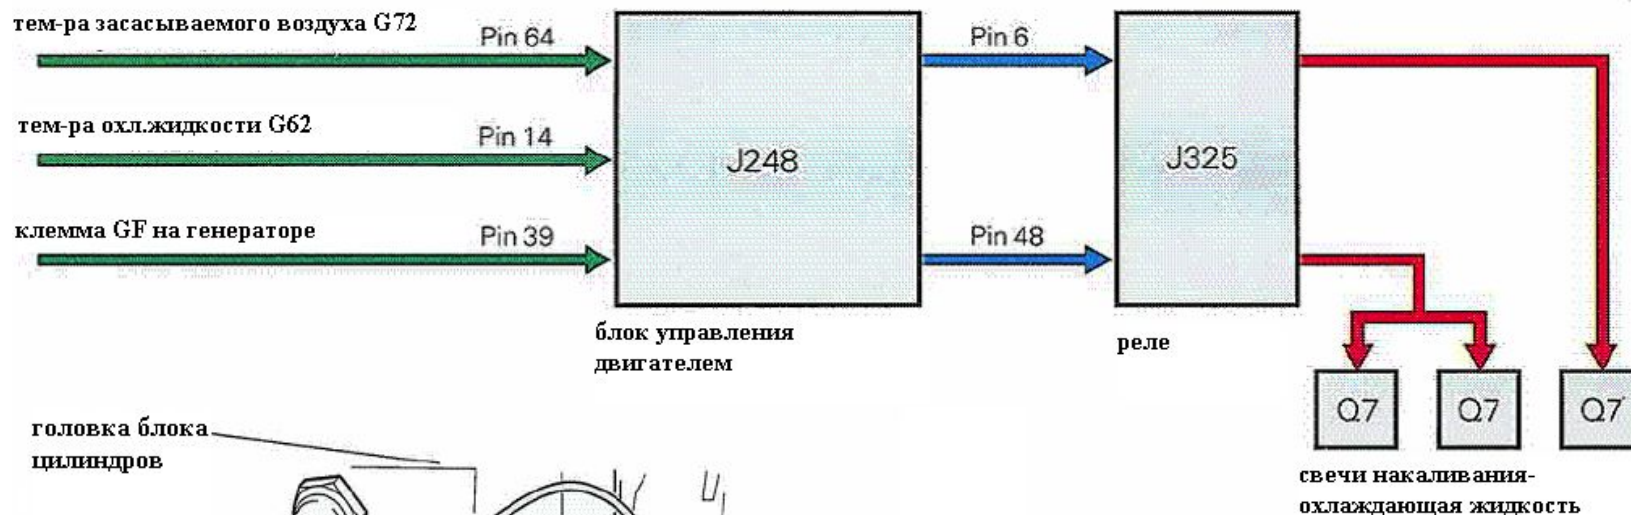 тем-ра засасываемого воздуха G72
Pin 64
Pin 6
тем-ра охл.жидкости G62
Pin 14
J248
J325
клемма GF на генераторе
Pin 39
Pin 48
блок управления
двигателем
реле
Q7
Q7
Q7
головка блока
цилиндров
свечи накаливания-
охлаждающая жидкость